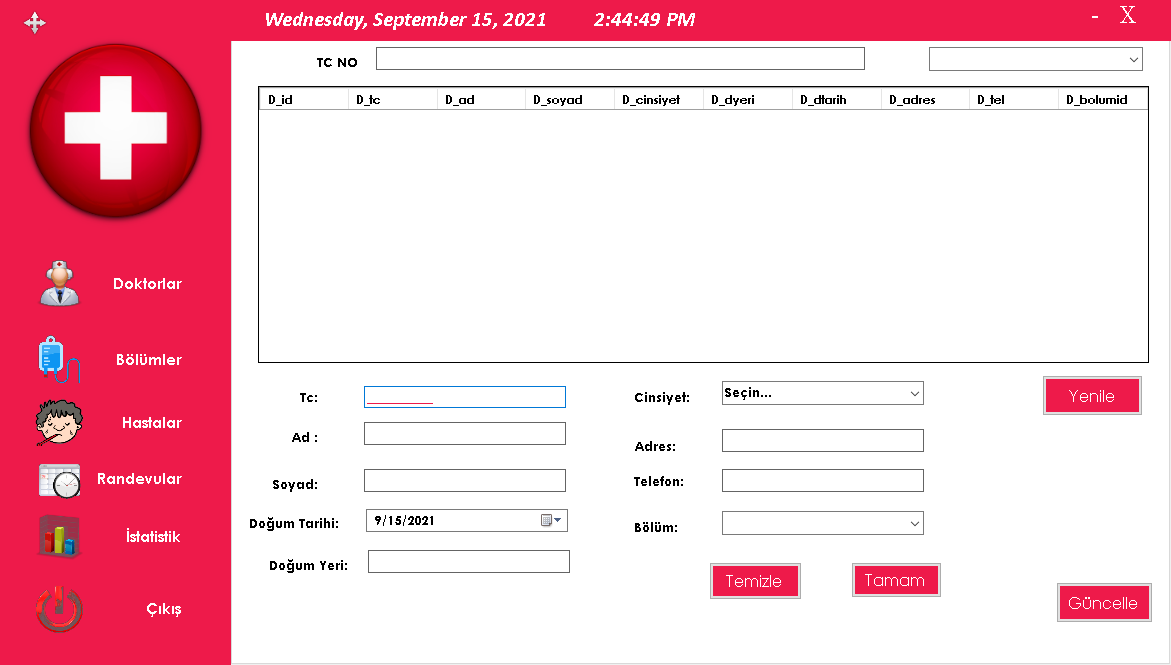 Wednesday, September 15, 2021 2:44:49 PM - X
TC NO
D_id D_tc D_ad D_soyad D_cinsiyet D_dyeri D_dtarih D_adres D_tel D_bolumid
Doktorlar
Bölümler
Hastalar
Randevular
İstatistik
Çıkış
Tc: __________
Ad :
Soyad:
Doğum Tarihi: 9/15/2021
Doğum Yeri:
Cinsiyet: Seçin...
Adres:
Telefon:
Bölüm:
Yenile
Temizle
Tamam
Güncelle